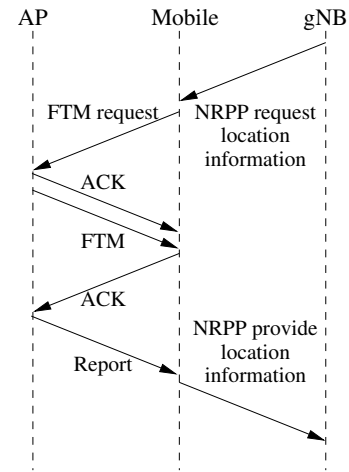 AP Mobile gNB
FTM request
NRPP request
location
information
ACK
FTM
ACK
NRPP provide
location
information
Report